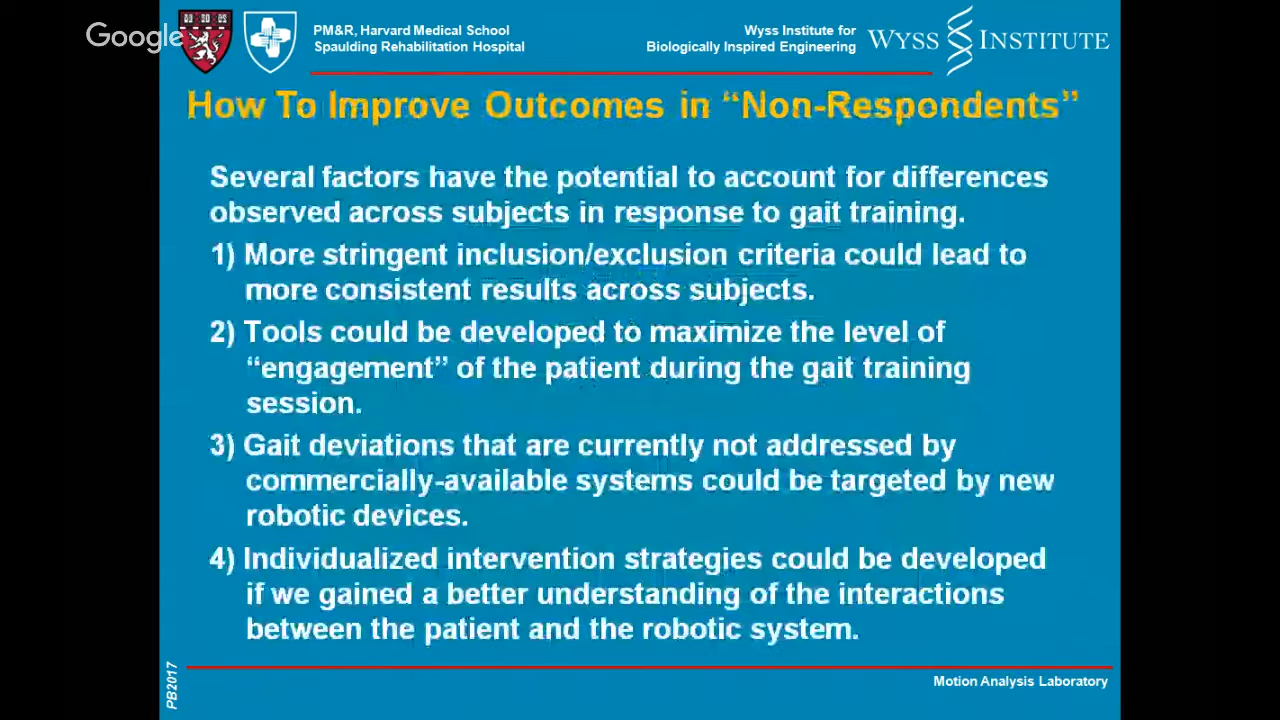 Google
PM&R, Harvard Medical School
Spaulding Rehabilitation Hospital
Wyss Institute for
Biologically Inspired Engineering
WYSS INSTITUTE
How To Improve Outcomes in “Non-Respondents”
Several factors have the potential to account for differences
observed across subjects in response to gait training.
1) More stringent inclusion/exclusion criteria could lead to
more consistent results across subjects.
2) Tools could be developed to maximize the level of
“engagement” of the patient during the gait training
session.
3) Gait deviations that are currently not addressed by
commercially-available systems could be targeted by new
robotic devices.
4) Individualized intervention strategies could be developed
if we gained a better understanding of the interactions
between the patient and the robotic system.
PB2017
Motion Analysis Laboratory